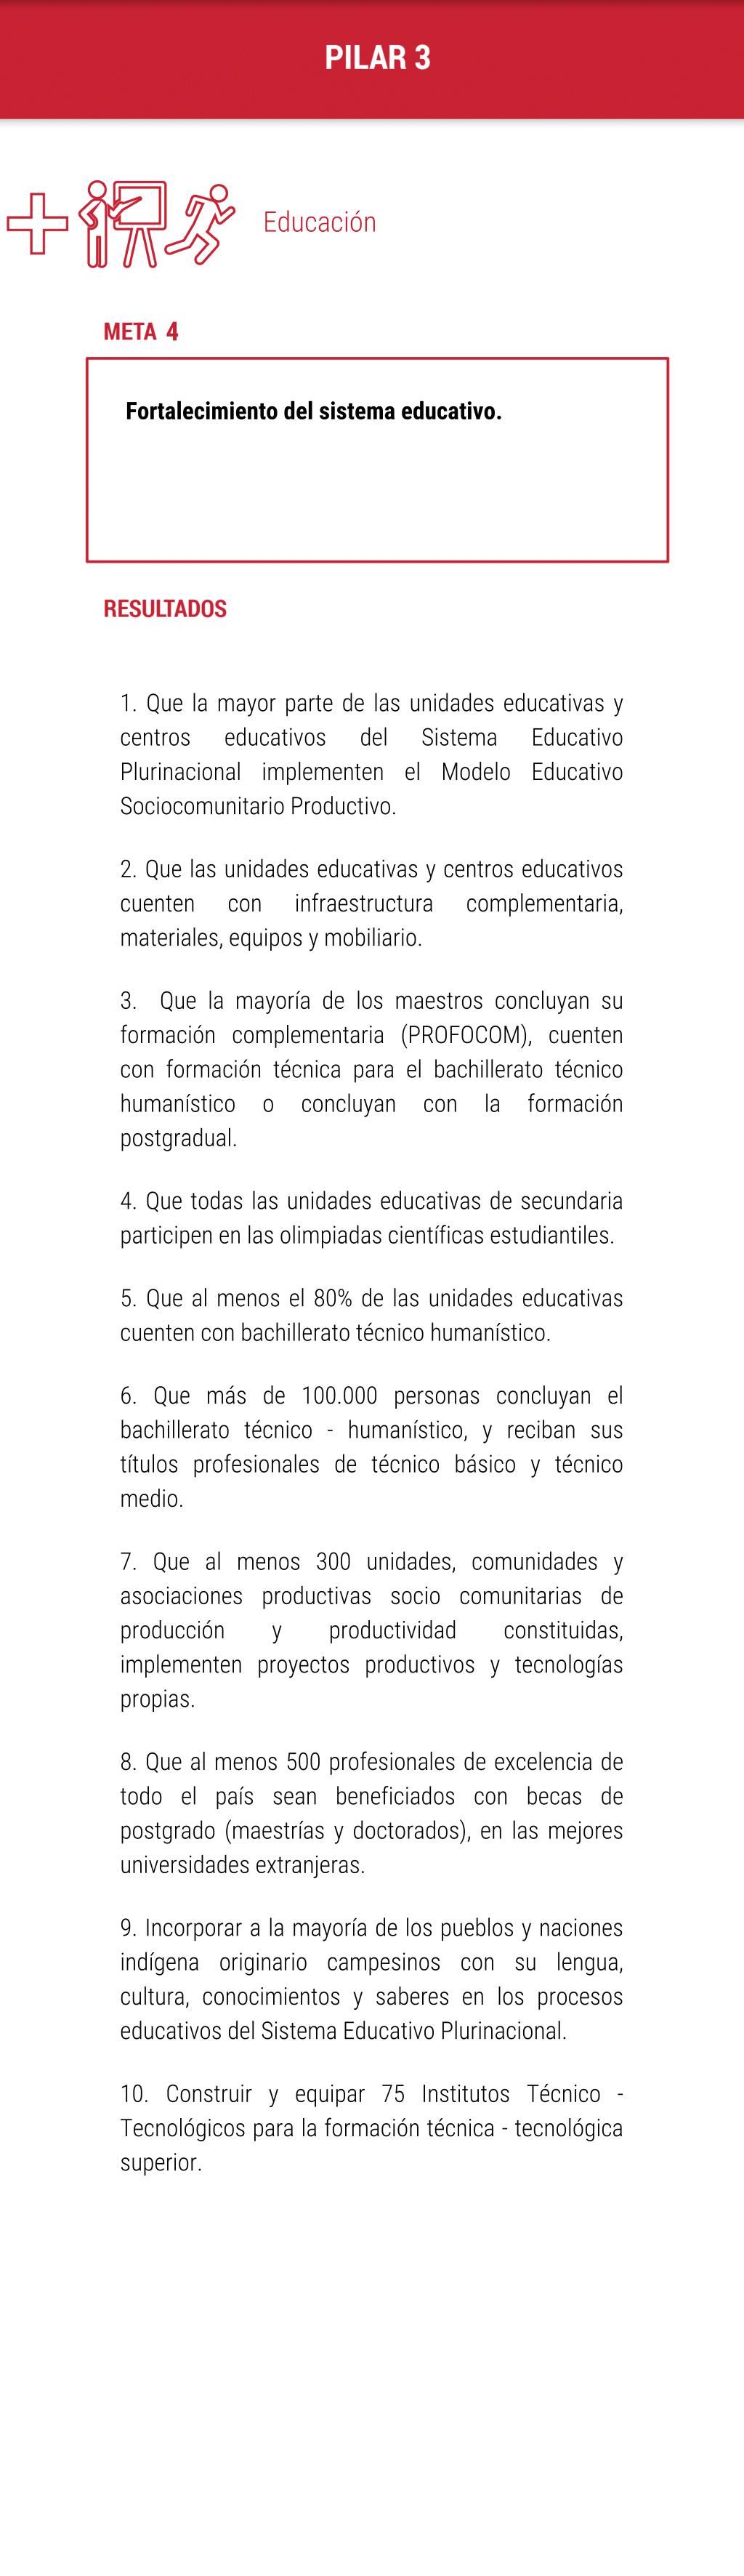 PILAR 3
Educación
META 4
Fortalecimiento del sistema educativo.
RESULTADOS
1. Que la mayor parte de las unidades educativas y
centros educativos del Sistema Educativo
Plurinacional implementen el Modelo Educativo
Sociocomunitario Productivo.
2. Que las unidades educativas y centros educativos
cuenten con infraestructura complementaria,
materiales, equipos y mobiliario.
3. Que la mayoría de los maestros concluyan su
formación complementaria (PROFOCOM), cuenten
con formación técnica para el bachillerato técnico
humanístico o concluyan con la formación
postgradual.
4. Que todas las unidades educativas de secundaria
participen en las olimpiadas científicas estudiantiles.
5. Que al menos el 80% de las unidades educativas
cuenten con bachillerato técnico humanístico.
6. Que más de 100.000 personas concluyan el
bachillerato técnico - humanístico, y reciban sus
títulos profesionales de técnico básico y técnico
medio.
7. Que al menos 300 unidades, comunidades y
asociaciones productivas socio comunitarias de
producción y productividad constituidas,
implementen proyectos productivos y tecnologías
propias.
8. Que al menos 500 profesionales de excelencia de
todo el país sean beneficiados con becas de
postgrado (maestrías y doctorados), en las mejores
universidades extranjeras.
9. Incorporar a la mayoría de los pueblos y naciones
indígena originario campesinos con su lengua,
cultura, conocimientos y saberes en los procesos
educativos del Sistema Educativo Plurinacional.
10. Construir y equipar 75 Institutos Técnico -
Tecnológicos para la formación técnica - tecnológica
superior.